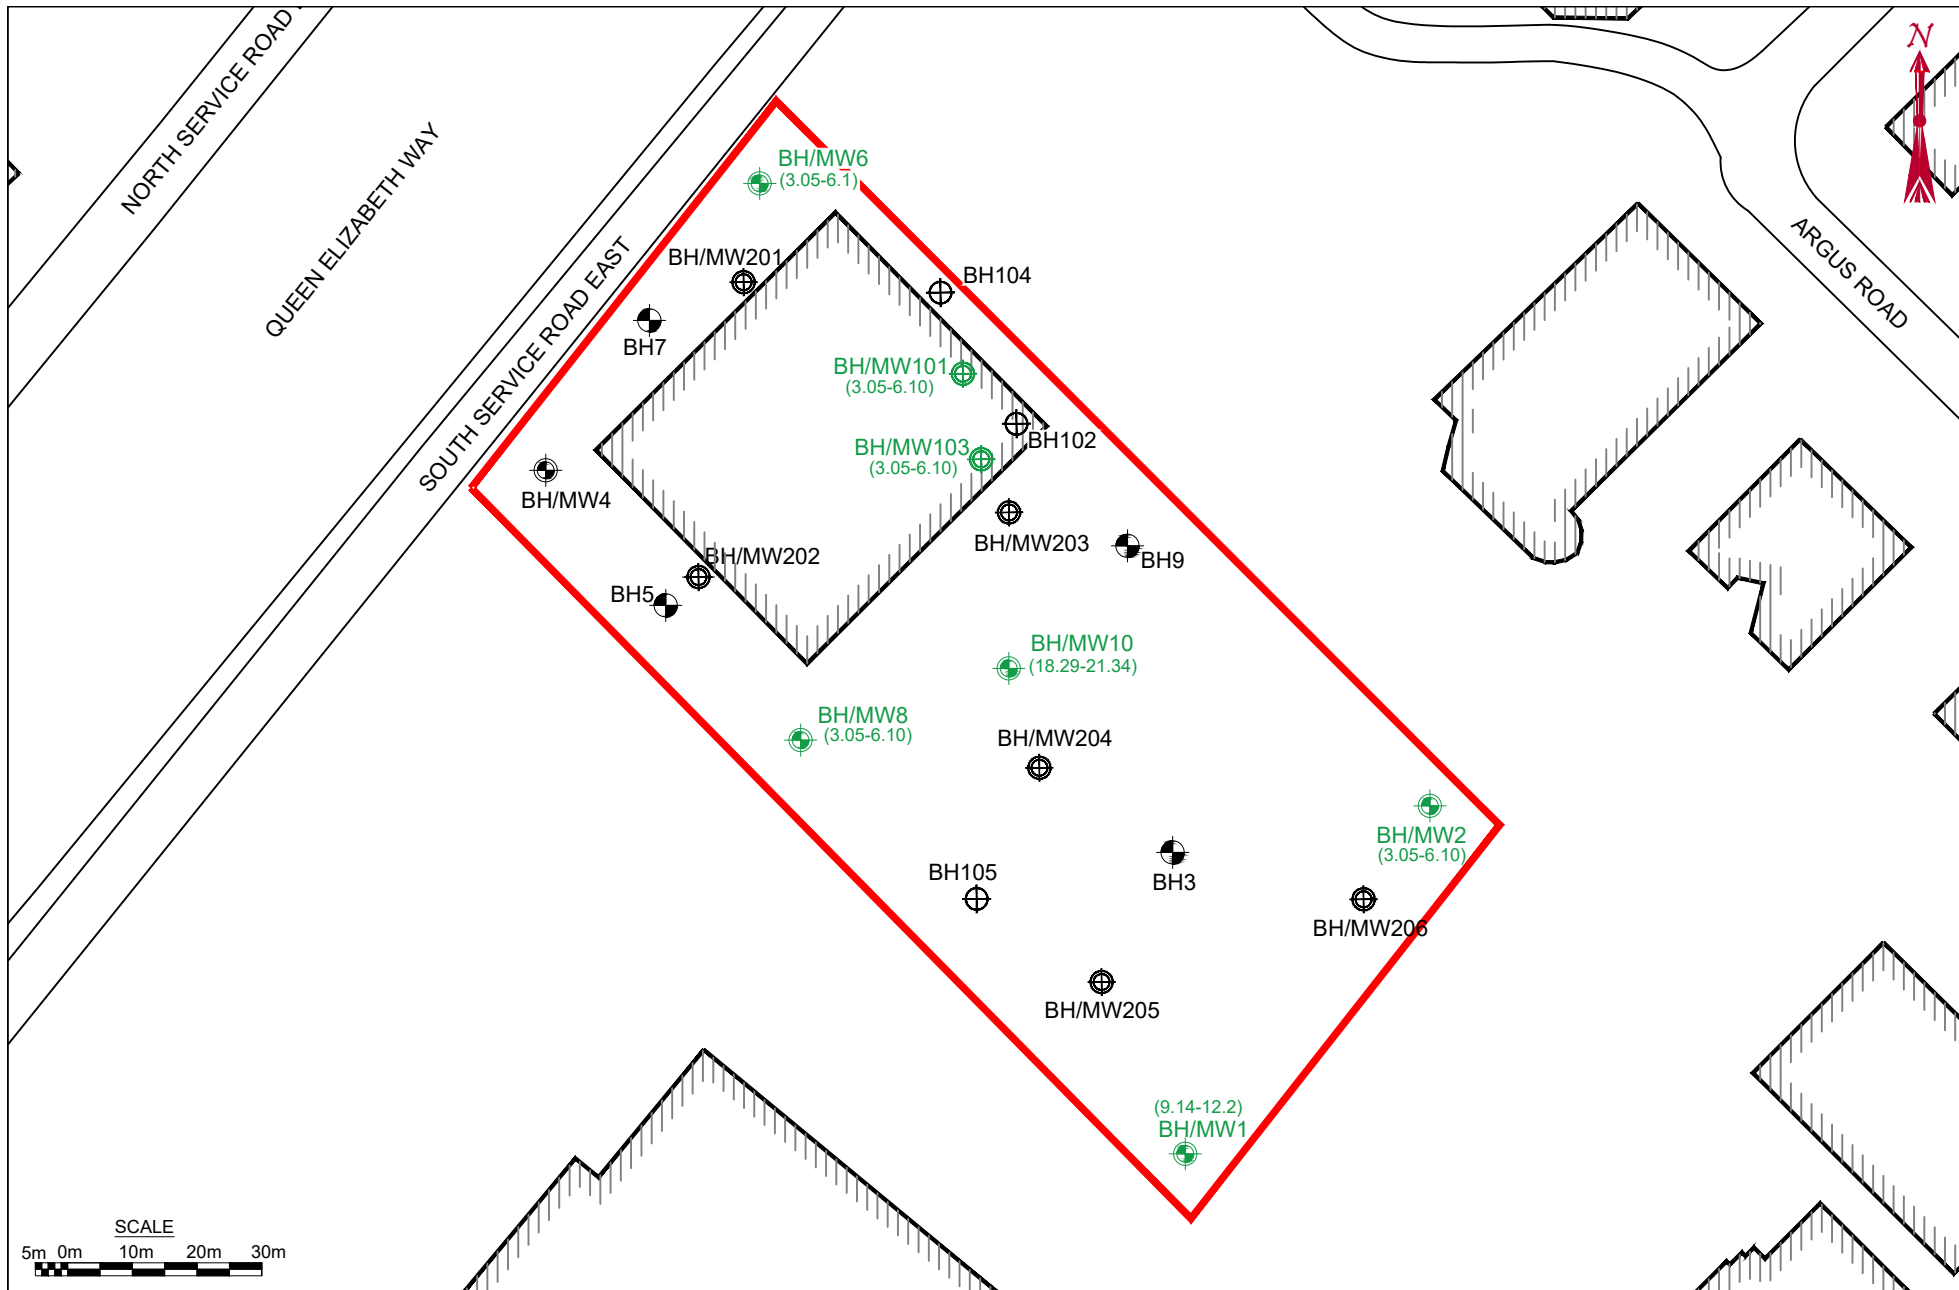 NORTH SERVICE ROAD
QUEEN ELIZABETH WAY
SOUTH SERVICE ROAD EAST
N
ARGUS ROAD
BH/MW6
(3.05-6.1)
BH/MW201
BH104
BH7
BH/MW101
(3.05-6.10)
BH102
BH/MW103
(3.05-6.10)
BH/MW4
BH/MW203
BH9
BH/MW202
BH5
BH/MW10
(18.29-21.34)
BH/MW8
(3.05-6.10)
BH/MW204
BH/MW2
(3.05-6.10)
BH3
BH105
BH/MW206
BH/MW205
(9.14-12.2)
BH/MW1
SCALE
5m 0m 10m 20m 30m